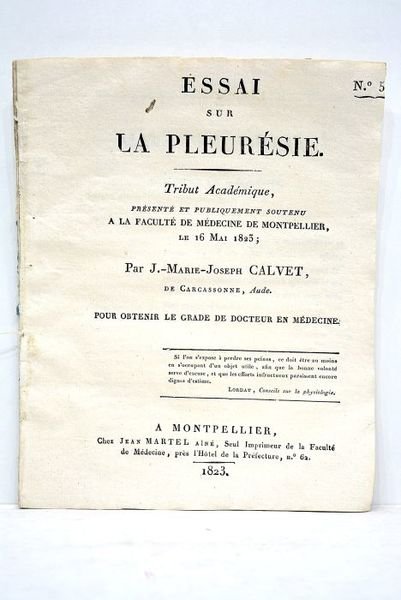 ESSAI
N.º 5
SUR
LA PLEURÉSIE.
Tribut Académique,
PRÉSENTÉ ET PUBLIQUEMENT SOUTENU
A LA FACULTÉ DE MÉDECINE DE MONTPELLIER,
LE 16 MAI 1823;
Par J.-MARIE-JOSEPH CALVET,
DE CARCASSONNE, Aude.
POUR OBTENIR LE GRADE DE DOCTEUR EN MÉDECINE.
Si l'on s'expose à perdre ses peines, ce doit être au moins
en s'occupant d'un objet utile, afin que la bonne volonté
serve d'excuse, et que les efforts infructueux paraissent encore
dignes d'estime.
LORDAT, Conseils sur la physiologie.
A MONTPELLIER,
Chez JEAN MARTEL AÎNÉ, Seul Imprimeur de la Faculté
de Médecine, près l'Hôtel de la Préfecture, n.º 62.
1823.